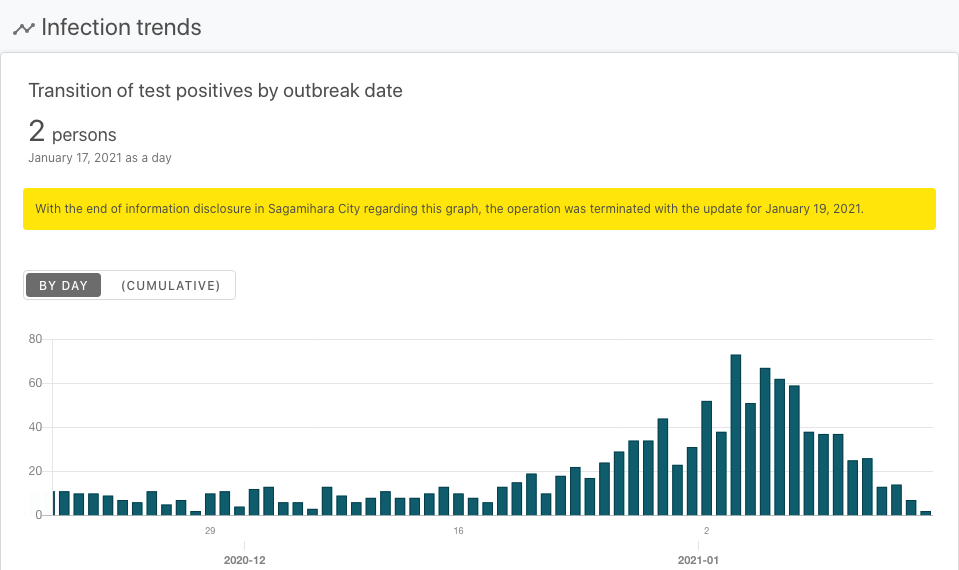 Infection trends
Transition of test positives by outbreak date
2 persons
January 17, 2021 as a day
With the end of information disclosure in Sagamihara City regarding this graph, the operation was terminated with the update for January 19, 2021.
BY DAY (CUMULATIVE)
80
60
40
20
0
29 16 2
2020-12 2021-01